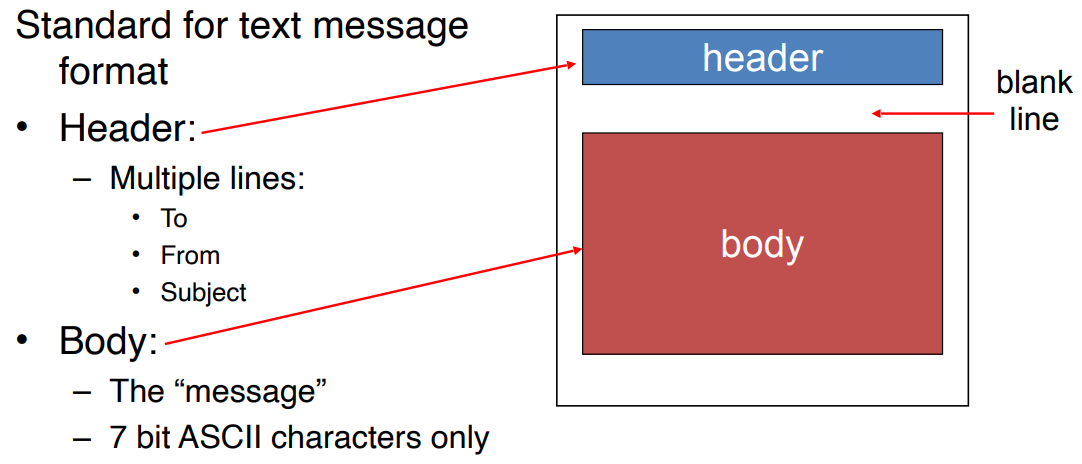 Standard for text message
format
• Header:
– Multiple lines:
• To
• From
• Subject
• Body:
– The “message”
– 7 bit ASCII characters only
header
blank
line
body